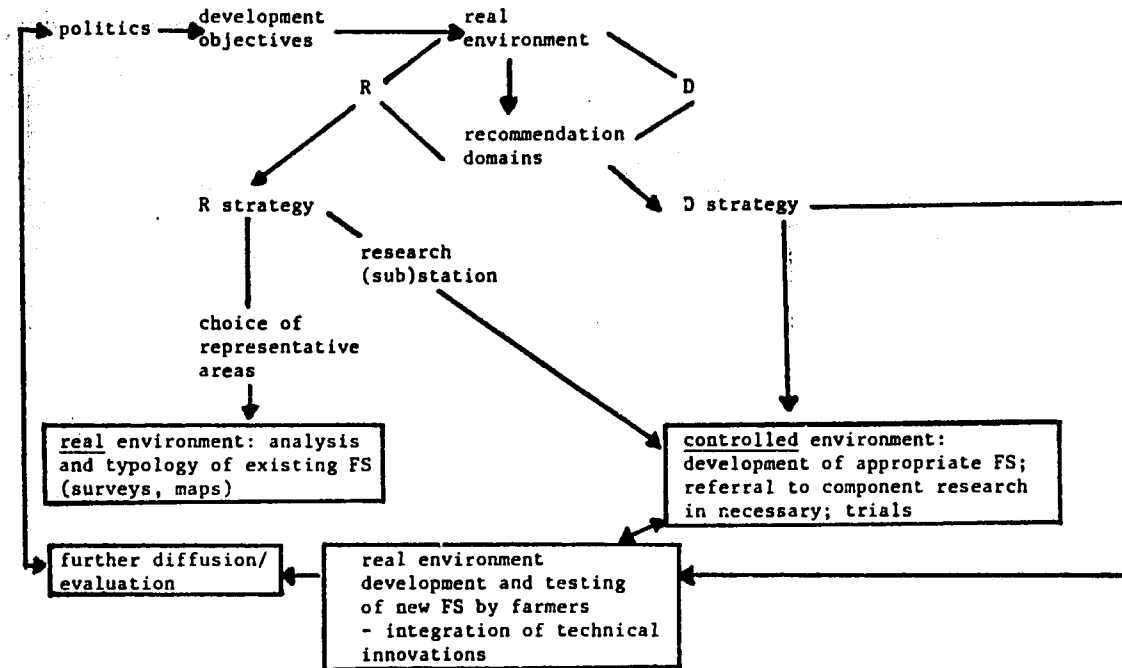 politics
development
objectives
real
environment
R
D
recommendation
domains
R strategy
D strategy
research
(sub)station
choice of
representative
areas
real environment: analysis
and typology of existing FS
(surveys, maps)
controlled environment:
development of appropriate FS;
referral to component research
in necessary; trials
further diffusion/
evaluation
real environment
development and testing
of new FS by farmers
- integration of technical
innovations